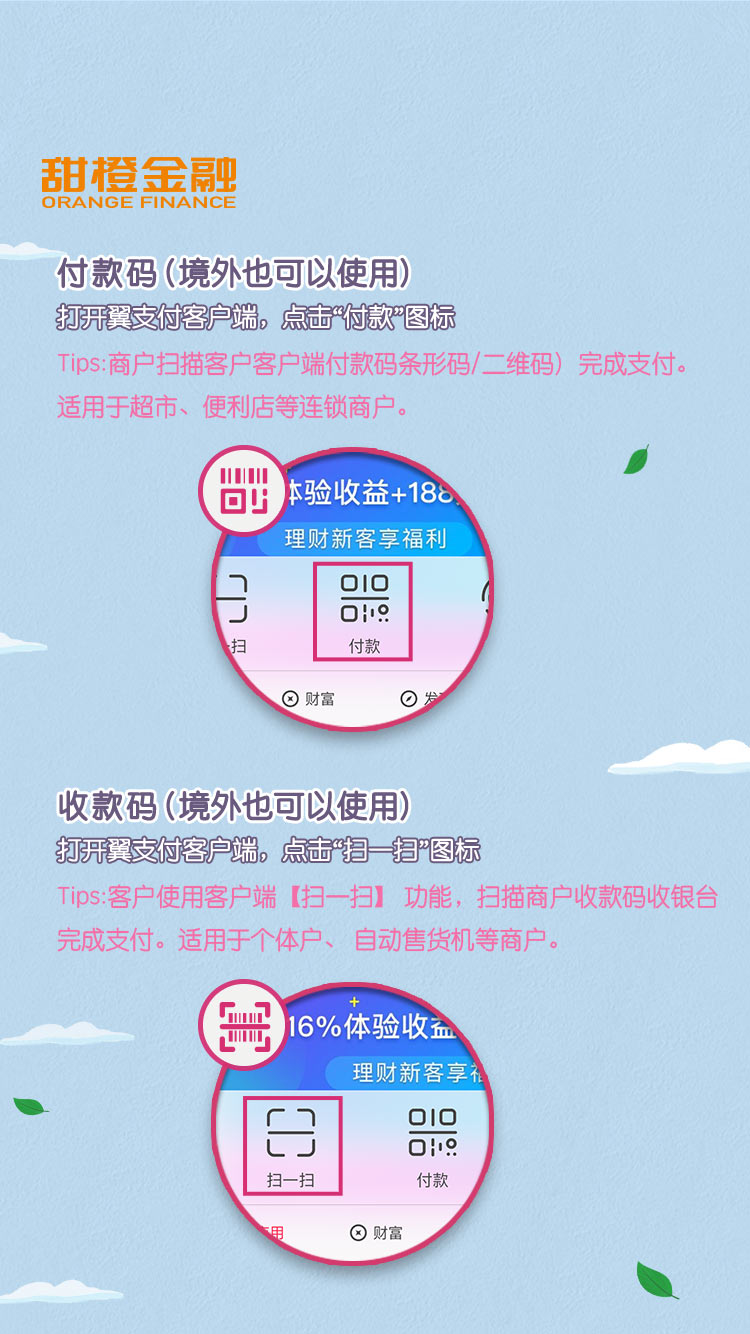 甜橙金融
ORANGE FINANCE
付款码(境外也可以使用)
打开翼支付客户端，点击“付款”图标
Tips:商户扫描客户客户端付款码条形码/二维码）完成支付。
适用于超市、便利店等连锁商户。
体验收益+188
理财新客享福利
一扫
付款
财富
发
收款码(境外也可以使用)
打开翼支付客户端，点击“扫一扫”图标
Tips:客户使用客户端【扫一扫】 功能，扫描商户收款码收银台
完成支付。适用于个体户、 自动售货机等商户。
16%体验收益
理财新客享福
扫一扫
付款
用
财富